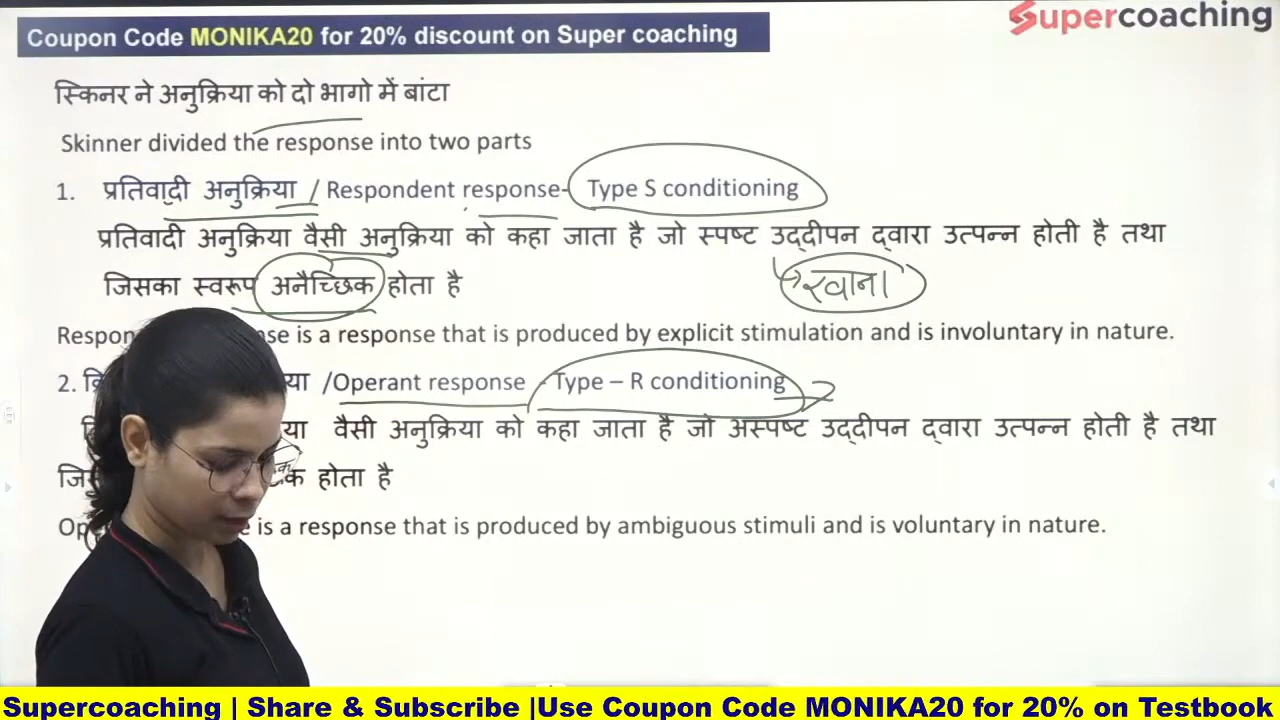 Coupon Code MONIKA20 for 20% discount on Super coaching
Supercoaching
स्किनर ने अनुक्रिया को दो भागो में बांटा
Skinner divided the response into two parts
1. प्रतिवादी अनुक्रिया / Respondent response- Type S conditioning
प्रतिवादी अनुक्रिया वैसी अनुक्रिया को कहा जाता है जो स्पष्ट उद्दीपन द्वारा उत्पन्न होती है तथा
जिसका स्वरूप अनैच्छिक होता है
खाना
is a response that is produced by explicit stimulation and is involuntary in nature.
2. /Operant response - Type – R conditioning
वैसी अनुक्रिया को कहा जाता है जो अस्पष्ट उद्दीपन द्वारा उत्पन्न होती है तथा
होता है
is a response that is produced by ambiguous stimuli and is voluntary in nature.
Supercoaching | Share & Subscribe |Use Coupon Code MONIKA20 for 20% on Testbook